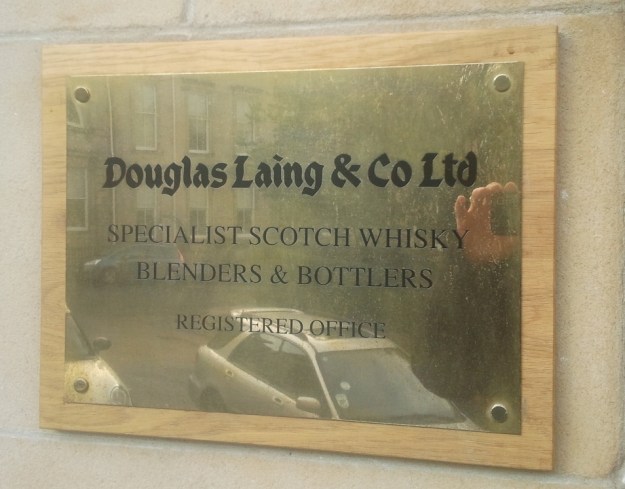 Douglas Laing & Co Ltd
SPECIALIST SCOTCH WHISKY
BLENDERS & BOTTLERS
REGISTERED OFFICE